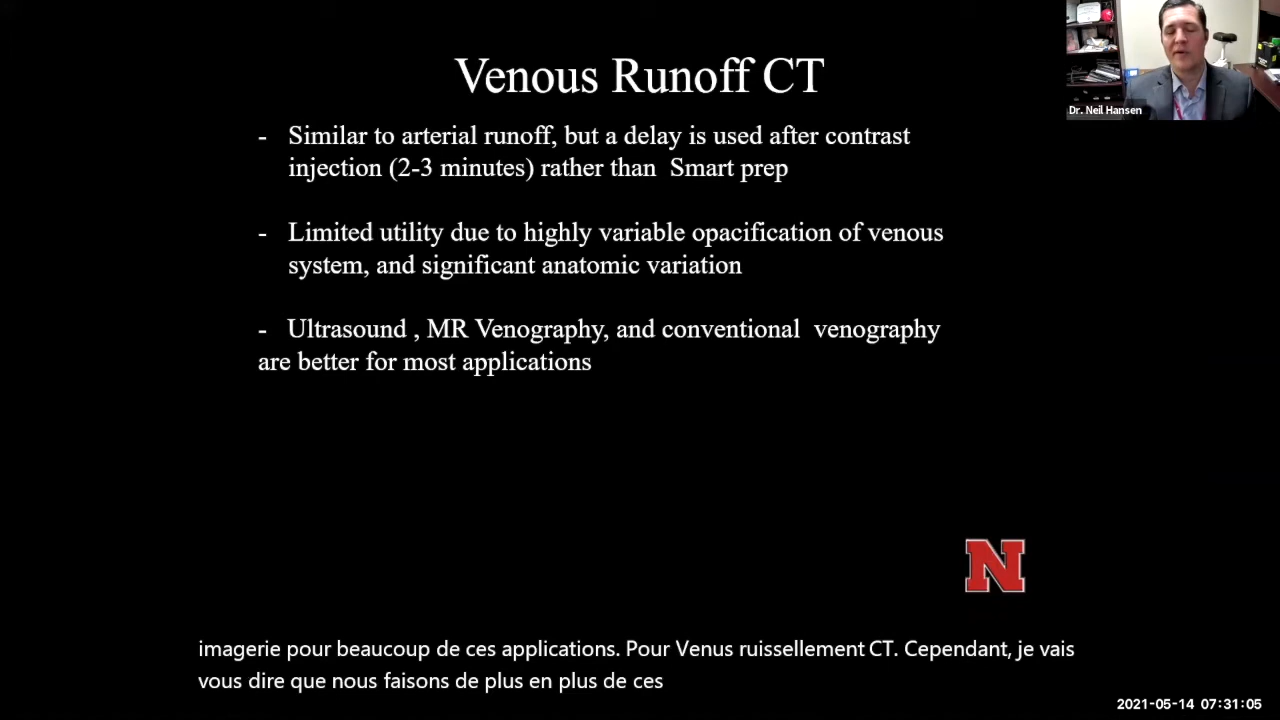 Venous Runoff CT
Dr. Neil Hansen
- Similar to arterial runoff, but a delay is used after contrast
injection (2-3 minutes) rather than Smart prep
- Limited utility due to highly variable opacification of venous
system, and significant anatomic variation
- Ultrasound , MR Venography, and conventional venography
are better for most applications
N
imagerie pour beaucoup de ces applications. Pour Venus ruissellement CT. Cependant, je vais
vous dire que nous faisons de plus en plus de ces
2021-05-14 07:31:05